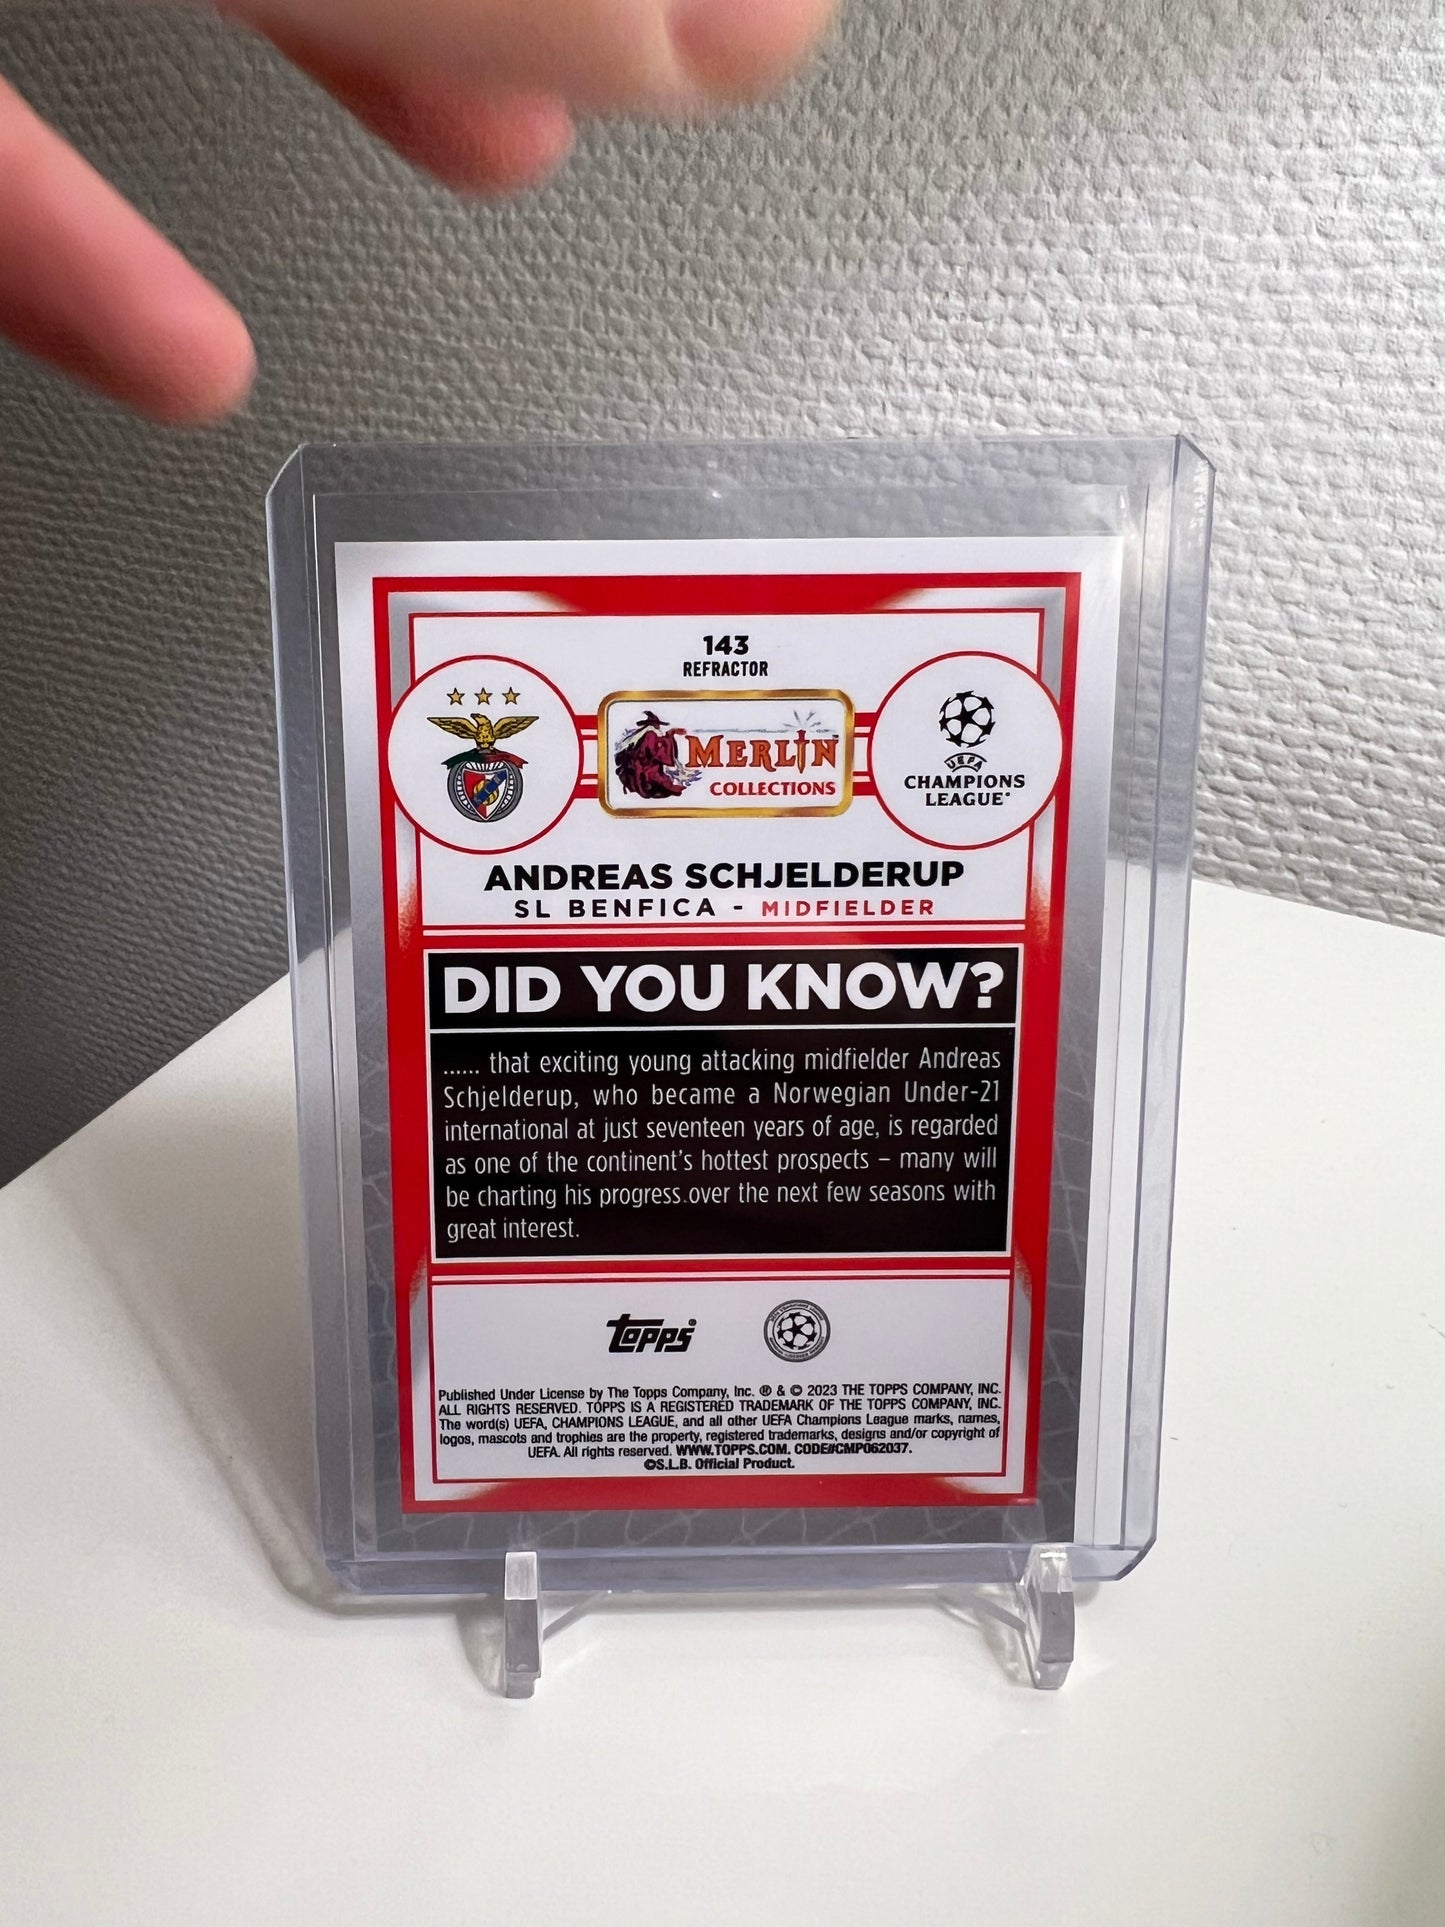 143
REFRACTOR
MERLIN
COLLECTIONS
UEFA
CHAMPIONS
LEAGUE®
ANDREAS SCHJELDERUP
SL BENFICA - MIDFIELDER
DID YOU KNOW?
...... that exciting young attacking midfielder Andreas
Schjelderup, who became a Norwegian Under-21
international at just seventeen years of age, is regarded
as one of the continent's hottest prospects – many will
be charting his progress over the next few seasons with
great interest.
topps®
Published Under License by The Topps Company, Inc. ® & © 2023 THE TOPPS COMPANY, INC.
ALL RIGHTS RESERVED. TOPPS IS A REGISTERED TRADEMARK OF THE TOPPS COMPANY, INC.
The word(s) UEFA, CHAMPIONS LEAGUE, and all other UEFA Champions League marks, names,
logos, mascots and trophies are the property, registered trademarks, designs and/or copyright of
UEFA. All rights reserved. WWW.TOPPS.COM. CODE#CMP062037.
©S.L.B. Official Product.